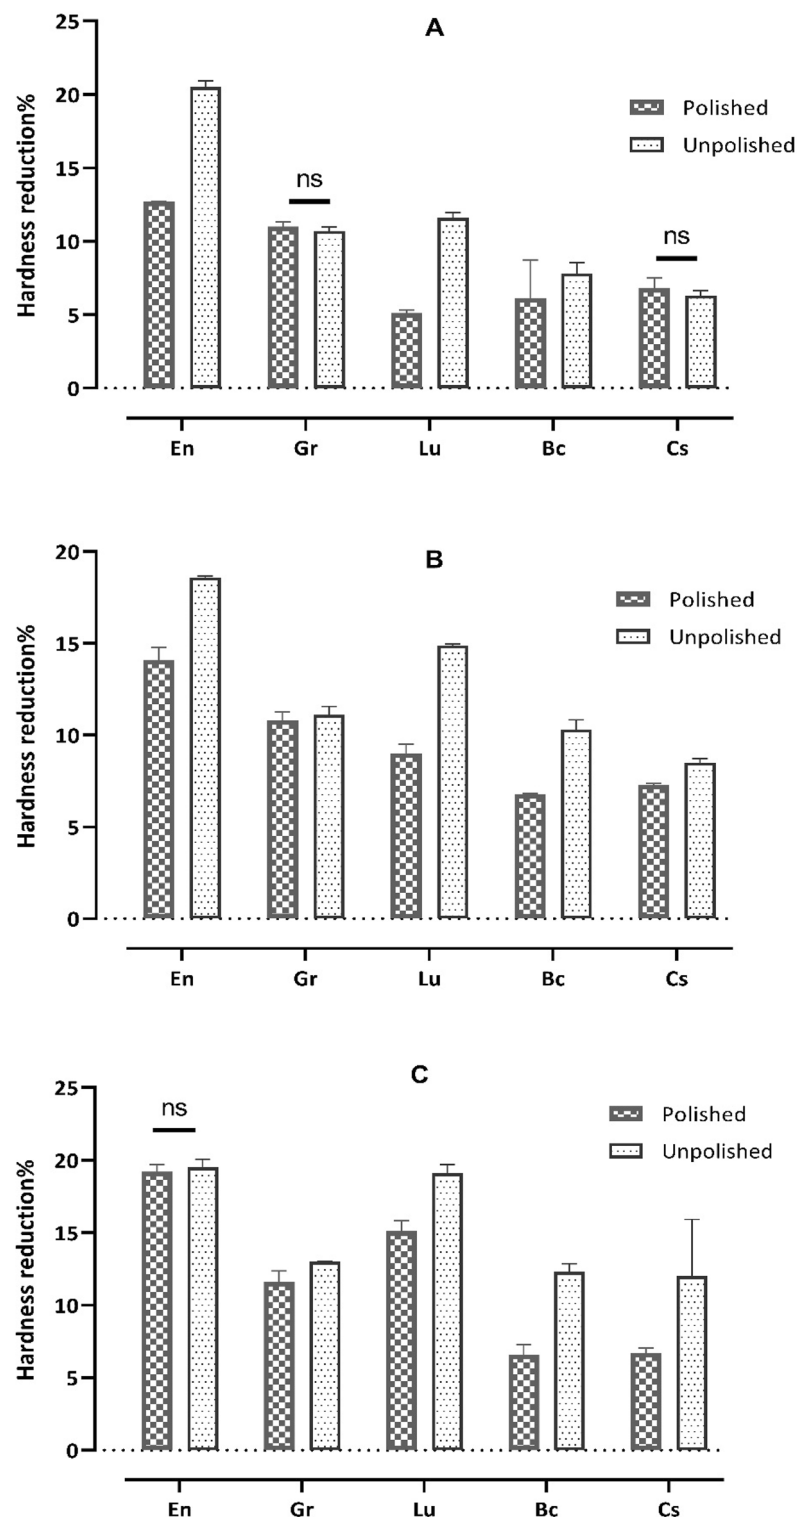 A
25
20
15
10
5
0
Hardness reduction%
Polished
Unpolished
ns
ns
En Gr Lu Bc Cs
B
20
15
10
5
0
Hardness reduction%
Polished
Unpolished
En Gr Lu Bc Cs
C
25
20
15
10
5
0
Hardness reduction%
Polished
Unpolished
ns
En Gr Lu Bc Cs